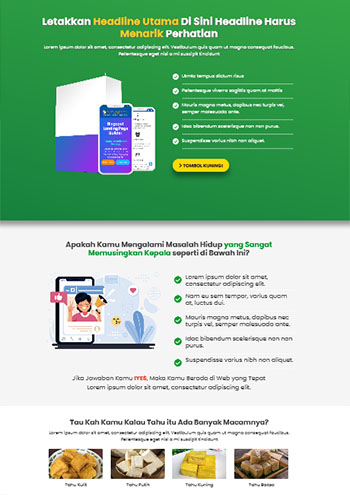 Letakkan Headline Utama Di Sini Headline Harus
Menarik Perhatian
Lorem ipsum dolor sit amet, consectetur adipiscing elit. Vestibulum quis quam ut magna consequat faucibus.
Pellentesque eget nisi a mi suscipit tincidunt
Utmtc tempus dictum risus
Pellentesque viverra sagittis quam at mattis
Mauris magna metus, dapibus nec turpis vel,
semper malesuada ante.
Idac bibendum scelerisque non non purus.
Suspendisse varius nibh non aliquet.
TOMBOL KUNING!
Apakah Kamu Mengalami Masalah Hidup yang Sangat
Memusingkan Kepala seperti di Bawah Ini?
Lorem ipsum dolor sit amet,
consectetur adipiscing elit.
Nam eu sem tempor, varius quam
at, luctus dui.
Mauris magna metus, dapibus nec
turpis vel, semper malesuada ante.
Idac bibendum scelerisque non non
purus.
Suspendisse varius nibh non aliquet.
Jika Jawaban Kamu IYES, Maka Kamu Berada di Web yang Tepat
Lorem ipsum dolor sit amet, consectetur adipiscing elit.
Tau Kah Kamu Kalau Tahu itu Ada Banyak Macamnya?
Lorem ipsum dolor sit amet, consectetur adipiscing elit. Vestibulum quis quam ut magna consequat faucibus.
Pellentesque eget nisi a mi suscipit tincidunt
Tahu Kulit
Tahu Putih
Tahu Kuning
Tahu Bakso